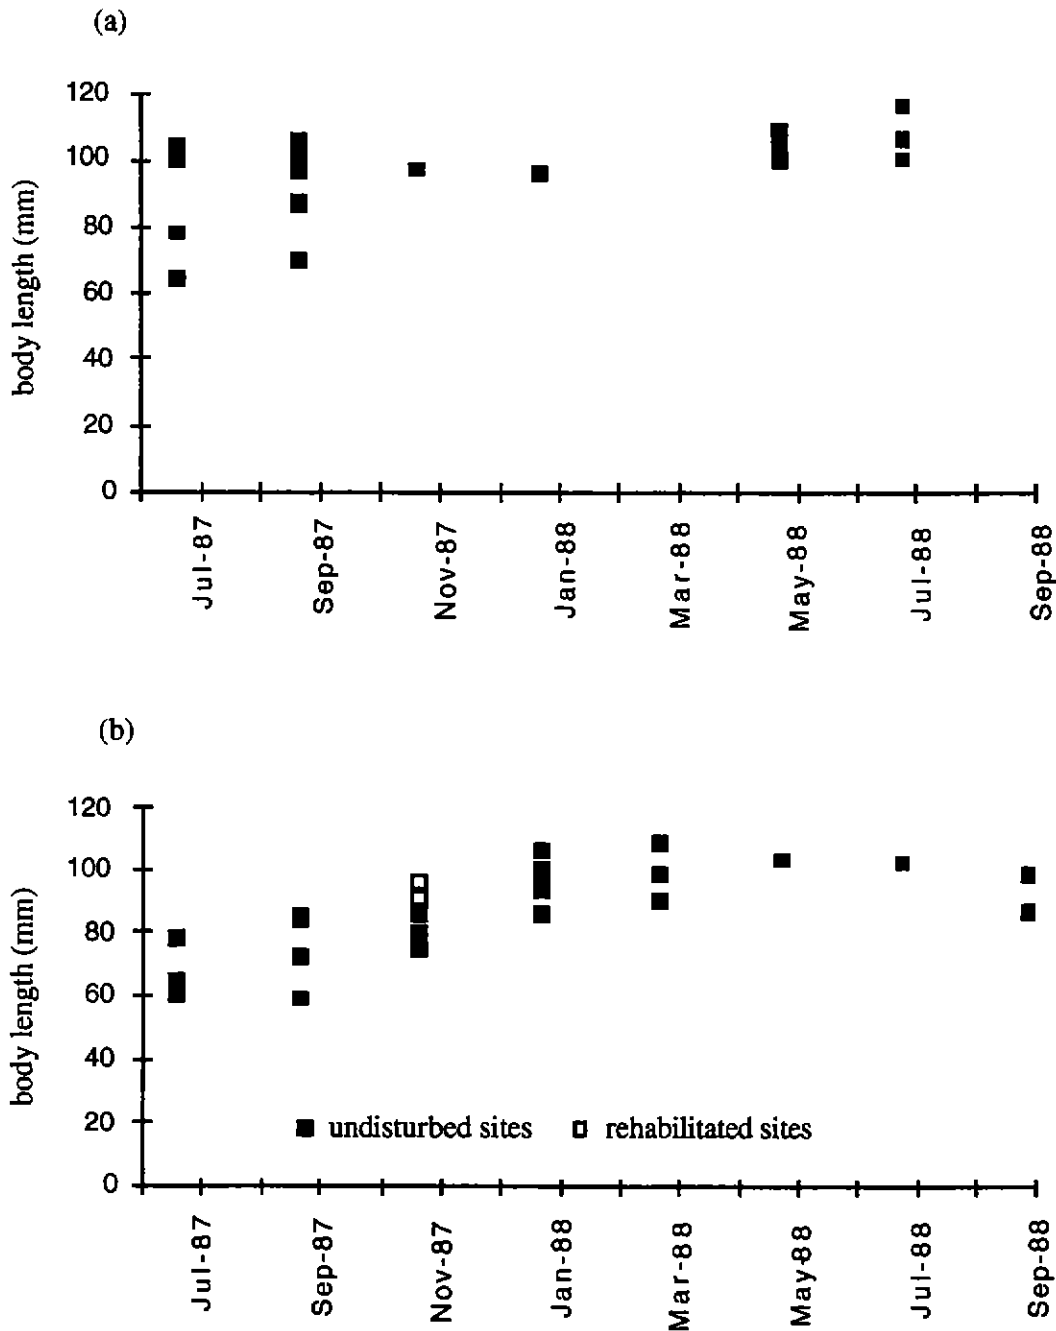 (a)
body length (mm)
120
100
80
60
40
20
0
Jul-87
Sep-87
Nov-87
Jan-88
Mar-88
May-88
Jul-88
Sep-88
(b)
body length (mm)
120
100
80
60
40
20
0
undisturbed sites
rehabilitated sites
Jul-87
Sep-87
Nov-87
Jan-88
Mar-88
May-88
Jul-88
Sep-88